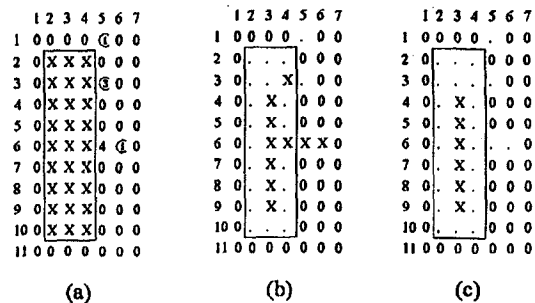 1 2 3 4 5 6 7
1 0 0 0 0 ① 0 0
2 0 X X X 0 0 0
3 0 X X X ③ 0 0
4 0 X X X 0 0 0
5 0 X X X 0 0 0
6 0 X X X 4 ① 0
7 0 X X X 0 0 0
8 0 X X X 0 0 0
9 0 X X X 0 0 0
10 0 X X X 0 0 0
11 0 0 0 0 0 0 0
(a)
1 2 3 4 5 6 7
1 0 0 0 0 . 0 0
2 0 . . . 0 0 0
3 0 . . X . 0 0
4 0 . X . 0 0 0
5 0 . X . 0 0 0
6 0 . X X X X 0
7 0 . X . 0 0 0
8 0 . X . 0 0 0
9 0 . X . 0 0 0
10 0 . . . 0 0 0
11 0 0 0 0 0 0 0
(b)
1 2 3 4 5 6 7
1 0 0 0 0 . 0 0
2 0 . . . 0 0 0
3 0 . . . . 0 0
4 0 . X . 0 0 0
5 0 . X . 0 0 0
6 0 . X . . . 0
7 0 . X . 0 0 0
8 0 . X . 0 0 0
9 0 . X . 0 0 0
10 0 . . . 0 0 0
11 0 0 0 0 0 0 0
(c)